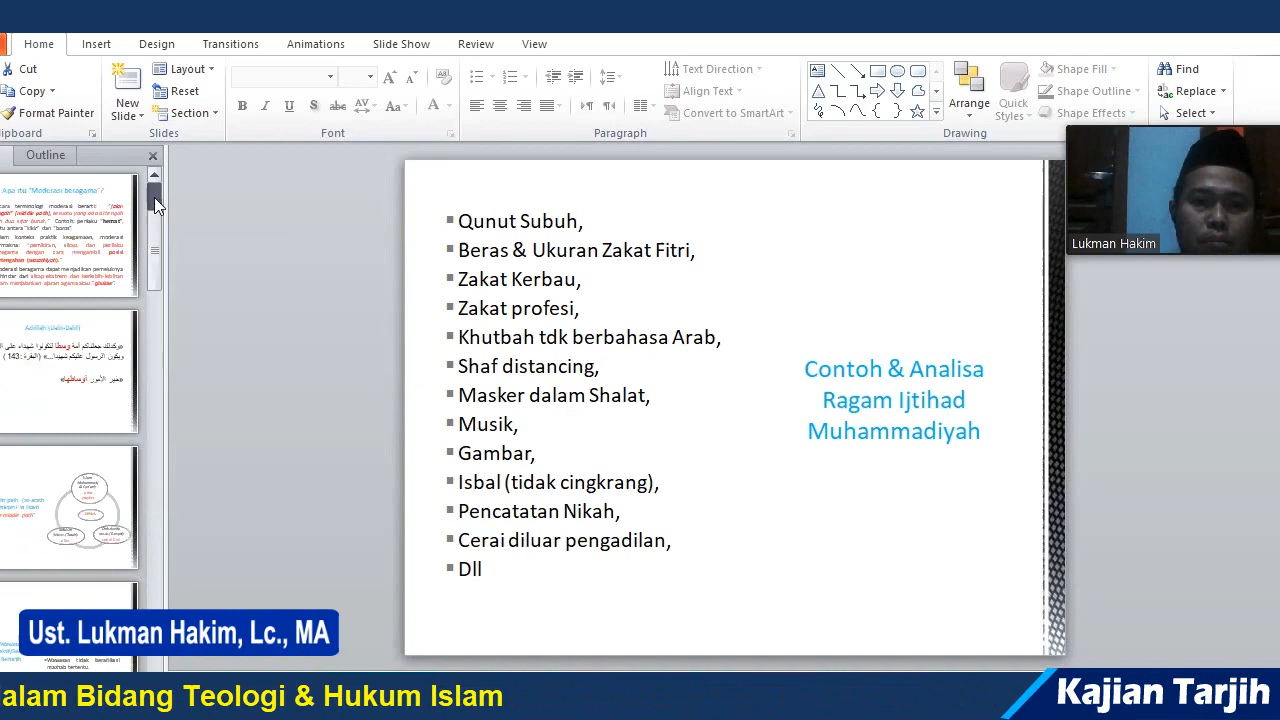 Home Insert Design Transitions Animations Slide Show Review View
Cut
Copy
Format Painter
New
Slide
Layout
Reset
Section
Slides
Font
Text Direction
Align Text
Convert to SmartArt
Paragraph
Arrange
Quick
Styles
Shape Fill
Shape Outline
Shape Effects
Drawing
Find
Replace
Select
Outline
Lukman Hakim
Apa itu "Moderasi beragama"?
Qunut Subuh,
Beras & Ukuran Zakat Fitri,
Zakat Kerbau,
Zakat profesi,
Khutbah tdk berbahasa Arab,
Shaf distancing,
Masker dalam Shalat,
Musik,
Gambar,
Isbal (tidak cingkrang),
Pencatatan Nikah,
Cerai diluar pengadilan,
Dll
Contoh & Analisa
Ragam Ijtihad
Muhammadiyah
Ust. Lukman Hakim, Lc., MA
Bidang Teologi & Hukum Islam
Kajian Tarjih